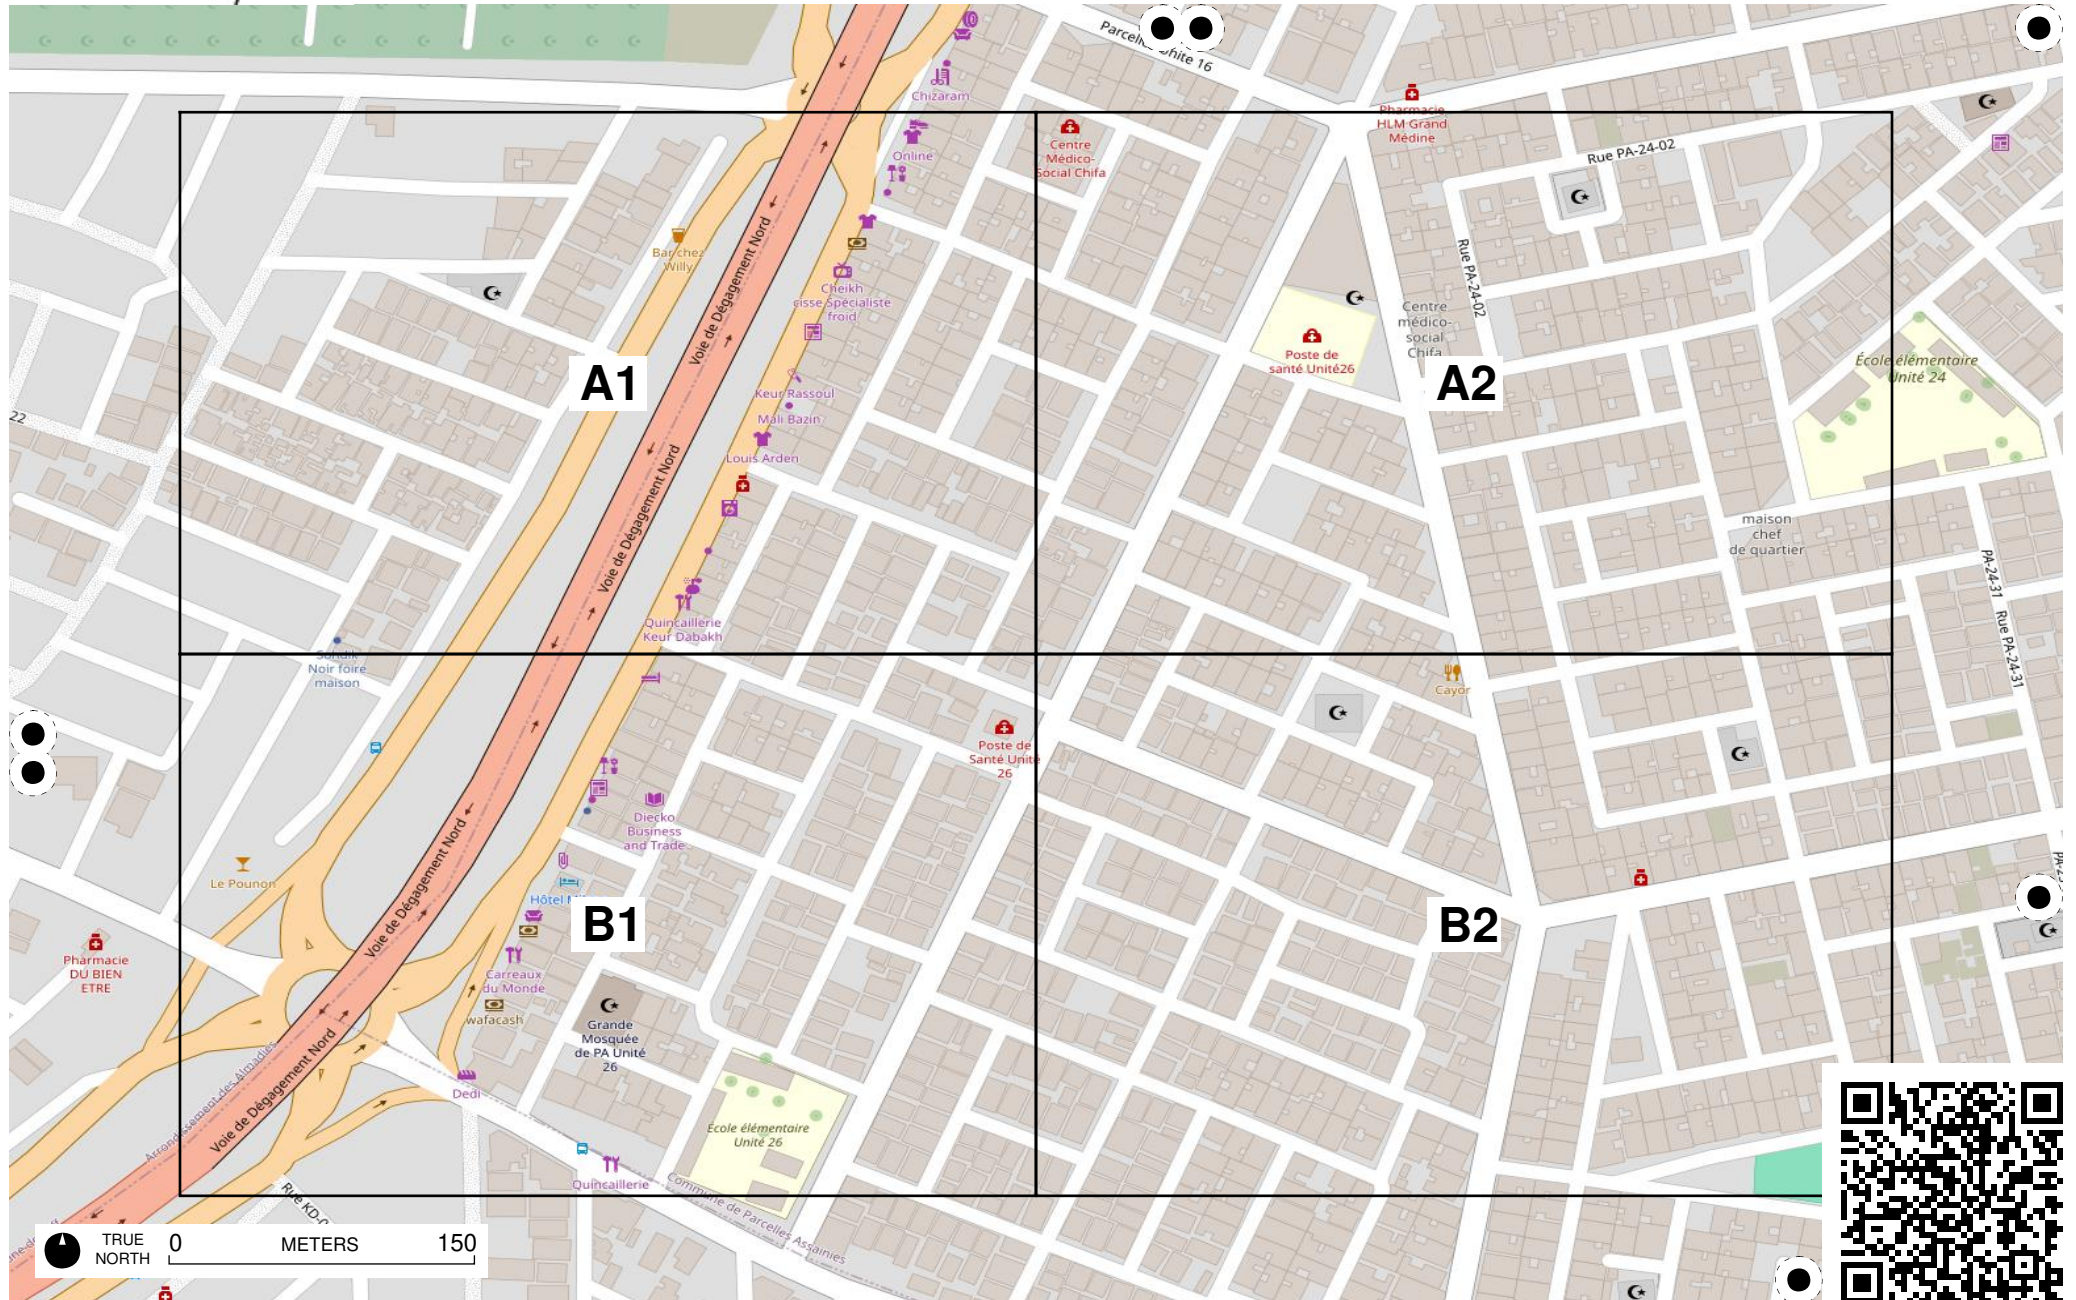 Chizaram
Pharmacie
HLM Grand
Médine
Online
Centre
Médico-
Social Chifa
Rue PA-24-02
Bar chez
Willy
Voie de Dégagement Nord
Cheikh
cisse Spécialiste
froid
Rue PA-24-02
Centre
médico-
social
Chifa
Poste de
santé Unité26
École élémentaire
Unité 24
A1
A2
Keur Rassoul
Mali Bazin
22
Louis Arden
Voie de Dégagement Nord
maison
chef
de quartier
PA-24-31
Rue PA-24-31
Quincaillerie
Keur Dabakh
Noir foire
maison
Cayor
Poste de
Santé Unité
26
Diecko
Business
and Trade
Voie de Dégagement Nord
Le Pounon
B1
B2
Pharmacie
DU BIEN
ETRE
Carreaux
du Monde
wafacash
Grande
Mosquée
de PA Unité
26
Arrondissement des Almadies
Voie de Dégagement Nord
Dedi
École élémentaire
Unité 26
Quincaillerie
Commune de Parcelles Assainies
TRUE
NORTH
0 METERS 150